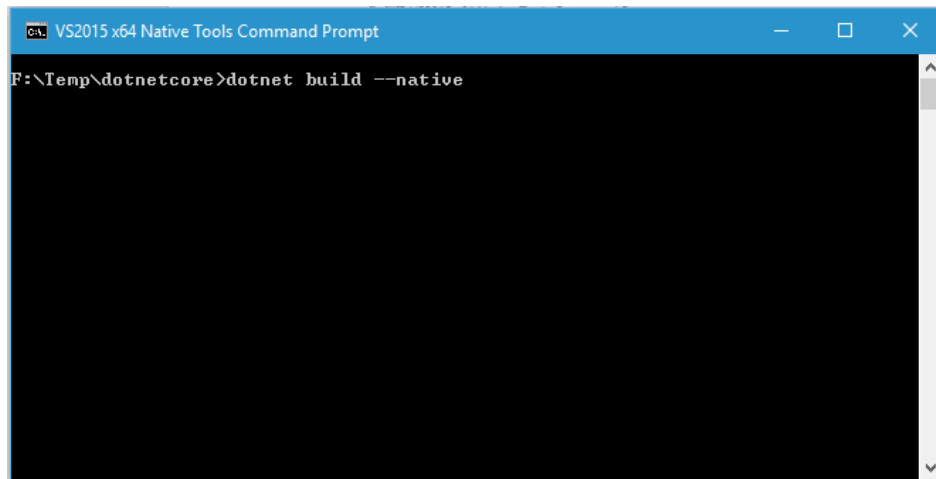 VS2015 x64 Native Tools Command Prompt
F:\Temp\dotnetcore>dotnet build --native